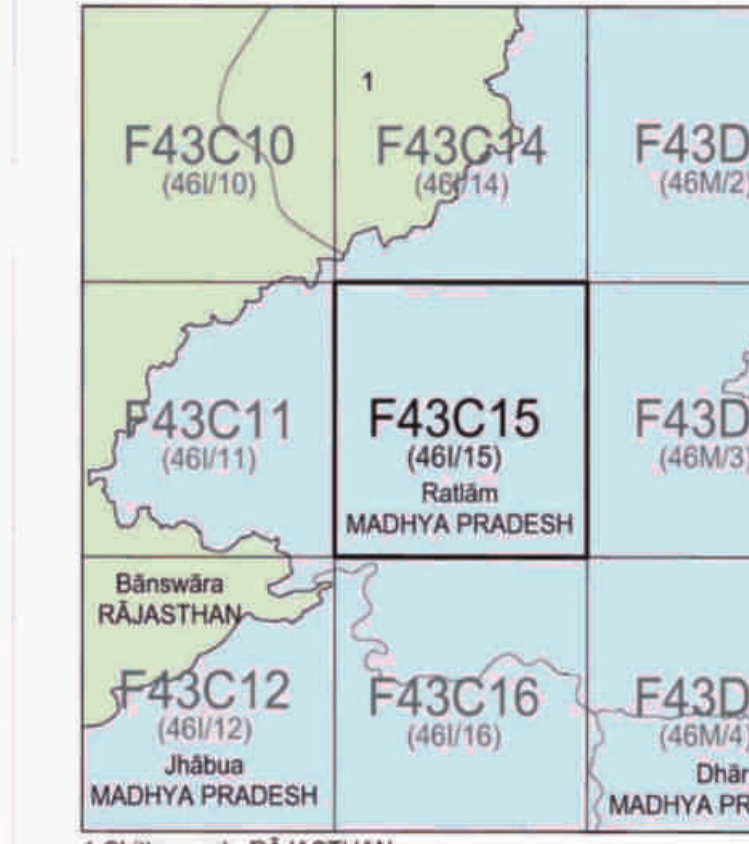 1
F43C10
(46I/10)
F43C14
(46I/14)
F43D
(46M/2)
F43C11
(46I/11)
F43C15
(46I/15)
Ratlām
MADHYA PRADESH
F43D
(46M/3)
Bānswāra
RĀJASTHAN
F43C12
(46I/12)
Jhābua
MADHYA PRADESH
F43C16
(46I/16)
F43D
(46M/4)
Dhār
MADHYA PR